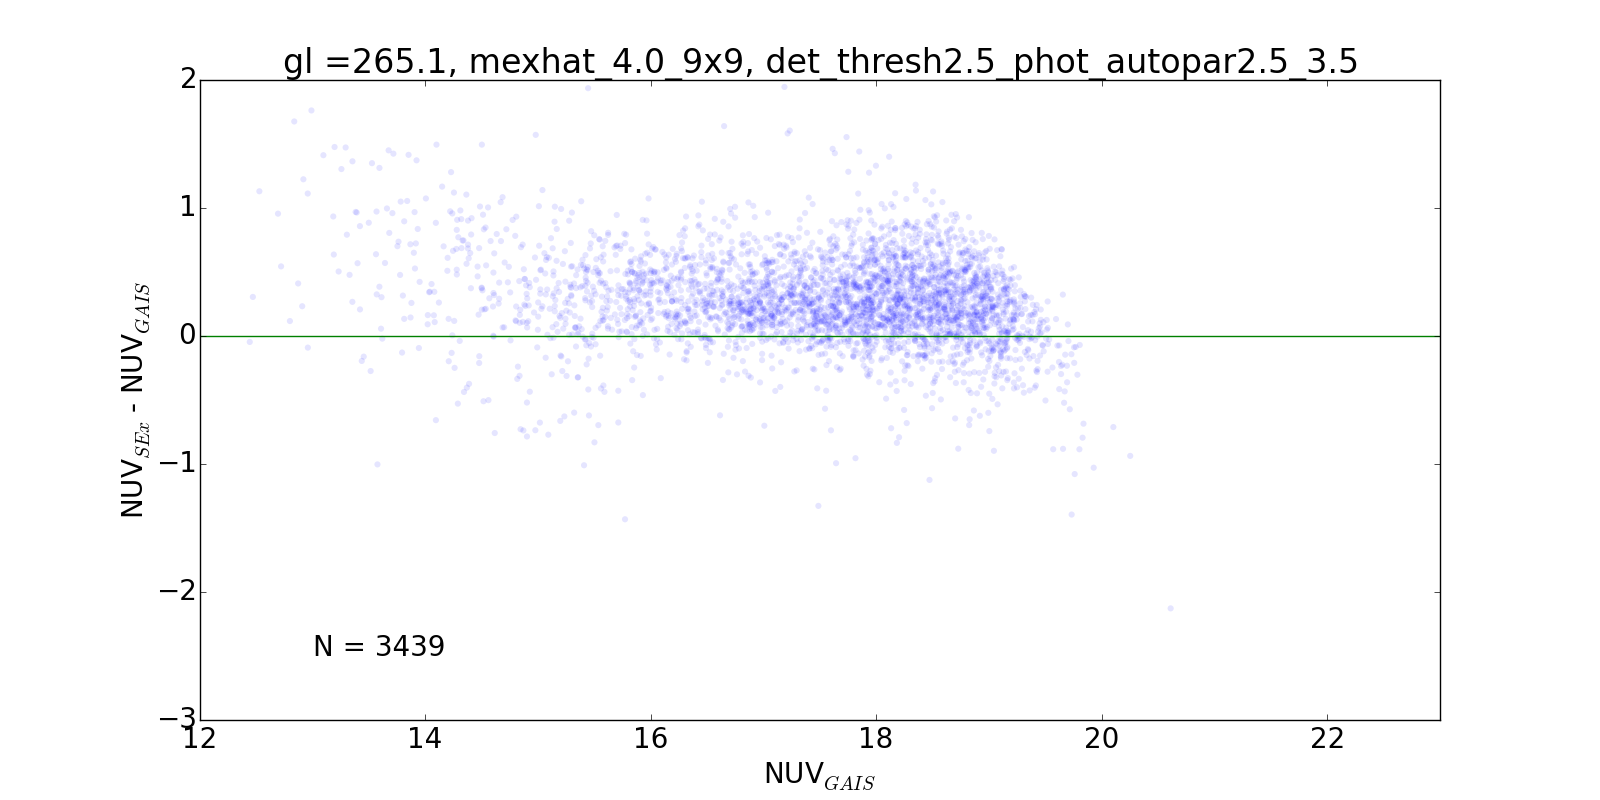 gl =265.1, mexhat_4.0_9x9, det_thresh2.5_phot_autopar2.5_3.5
2
1
0
−1
−2
−3
NUV_SEx - NUV_GAIS
N = 3439
12 14 16 18 20 22
NUV_GAIS